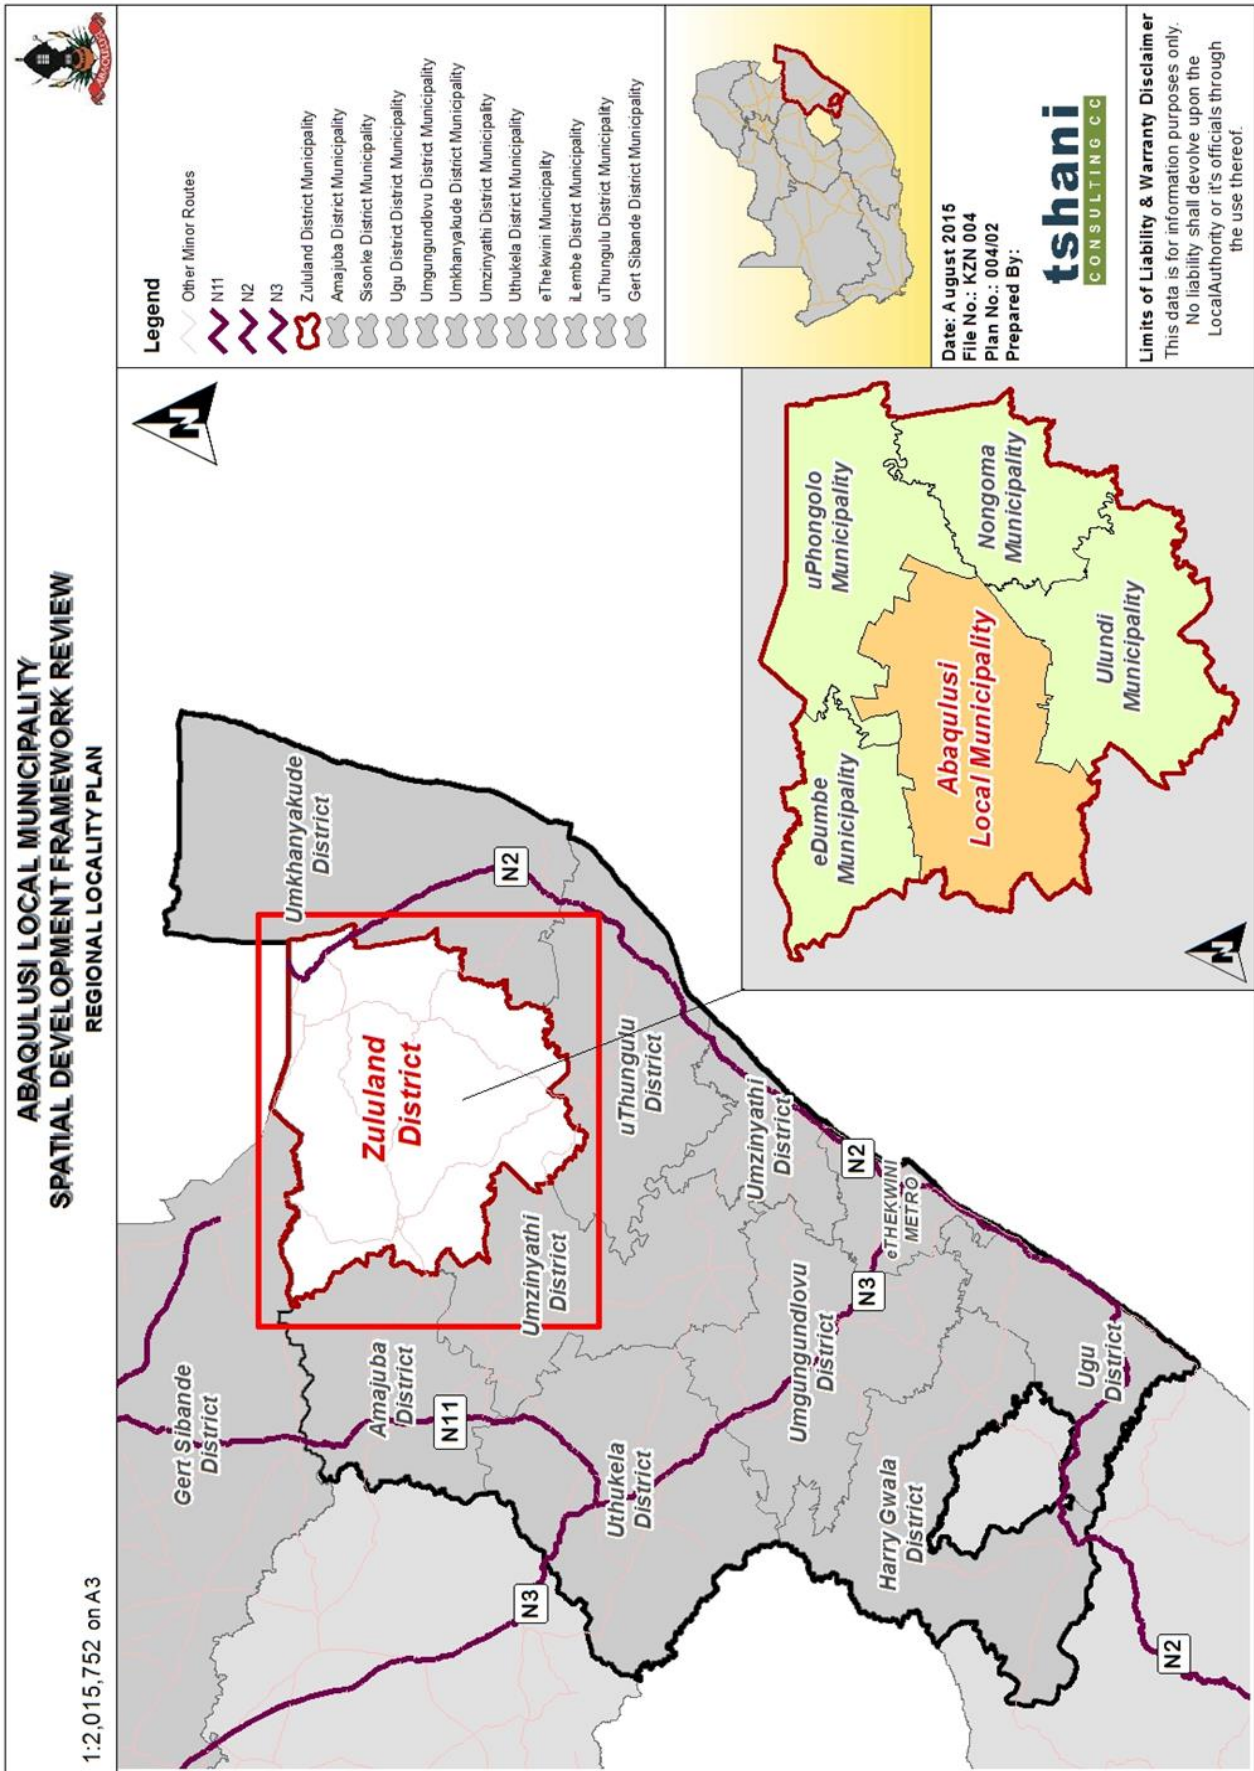 ABAQULUSI LOCAL MUNICIPALITY
SPATIAL DEVELOPMENT FRAMEWORK REVIEW
REGIONAL LOCALITY PLAN
1:2,015,752 on A3
N
Gert Sibande
District
Amajuba
District
N11
Zululand
District
Umkhanyakude
District
N2
Umzinyathi
District
uThungulu
District
N3
Uthukela
District
Umzinyathi
District
N2
eTHEKWINI
METRO
Umgungundlovu
District
N3
Harry Gwala
District
Ugu
District
N2
eDumbe
Municipality
uPhongolo
Municipality
Abaqulusi
Local Municipality
Nongoma
Municipality
Ulundi
Municipality
N
ABAQULUSI
Legend
Other Minor Routes
N11
N2
N3
Zululand District Municipality
Amajuba District Municipality
Sisonke District Municipality
Ugu District Municipality
Umgungundlovu District Municipality
Umkhanyakude District Municipality
Umzinyathi District Municipality
Uthukela District Municipality
eThekwini Municipality
iLembe District Municipality
uThungulu District Municipality
Gert Sibande District Municipality
Date: August 2015
File No.: KZN 004
Plan No.: 004/02
Prepared By:
tshani
CONSULTING CC
Limits of Liability & Warranty Disclaimer
This data is for information purposes only.
No liability shall devolve upon the
LocalAuthority or it's officials through
the use thereof.